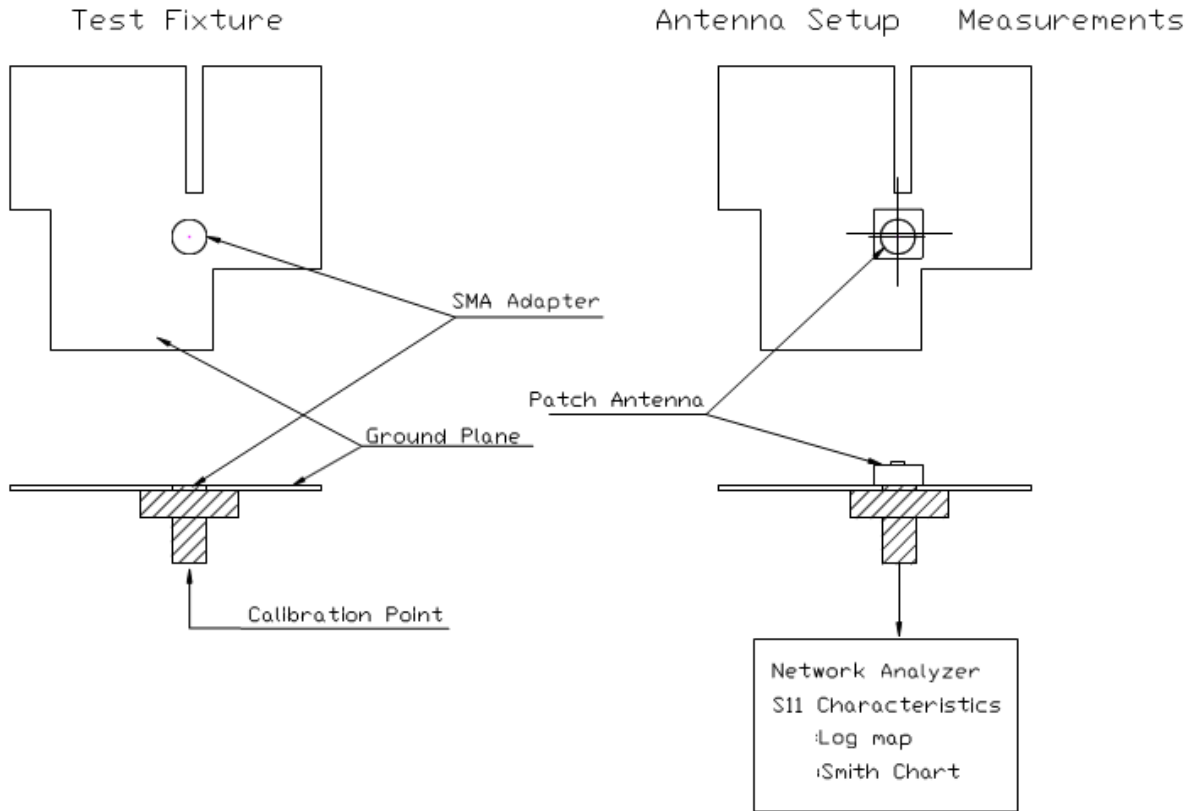 Test Fixture
Antenna Setup Measurements
SMA Adapter
Patch Antenna
Ground Plane
Calibration Point
Network Analyzer
S11 Characteristics
:Log map
:Smith Chart